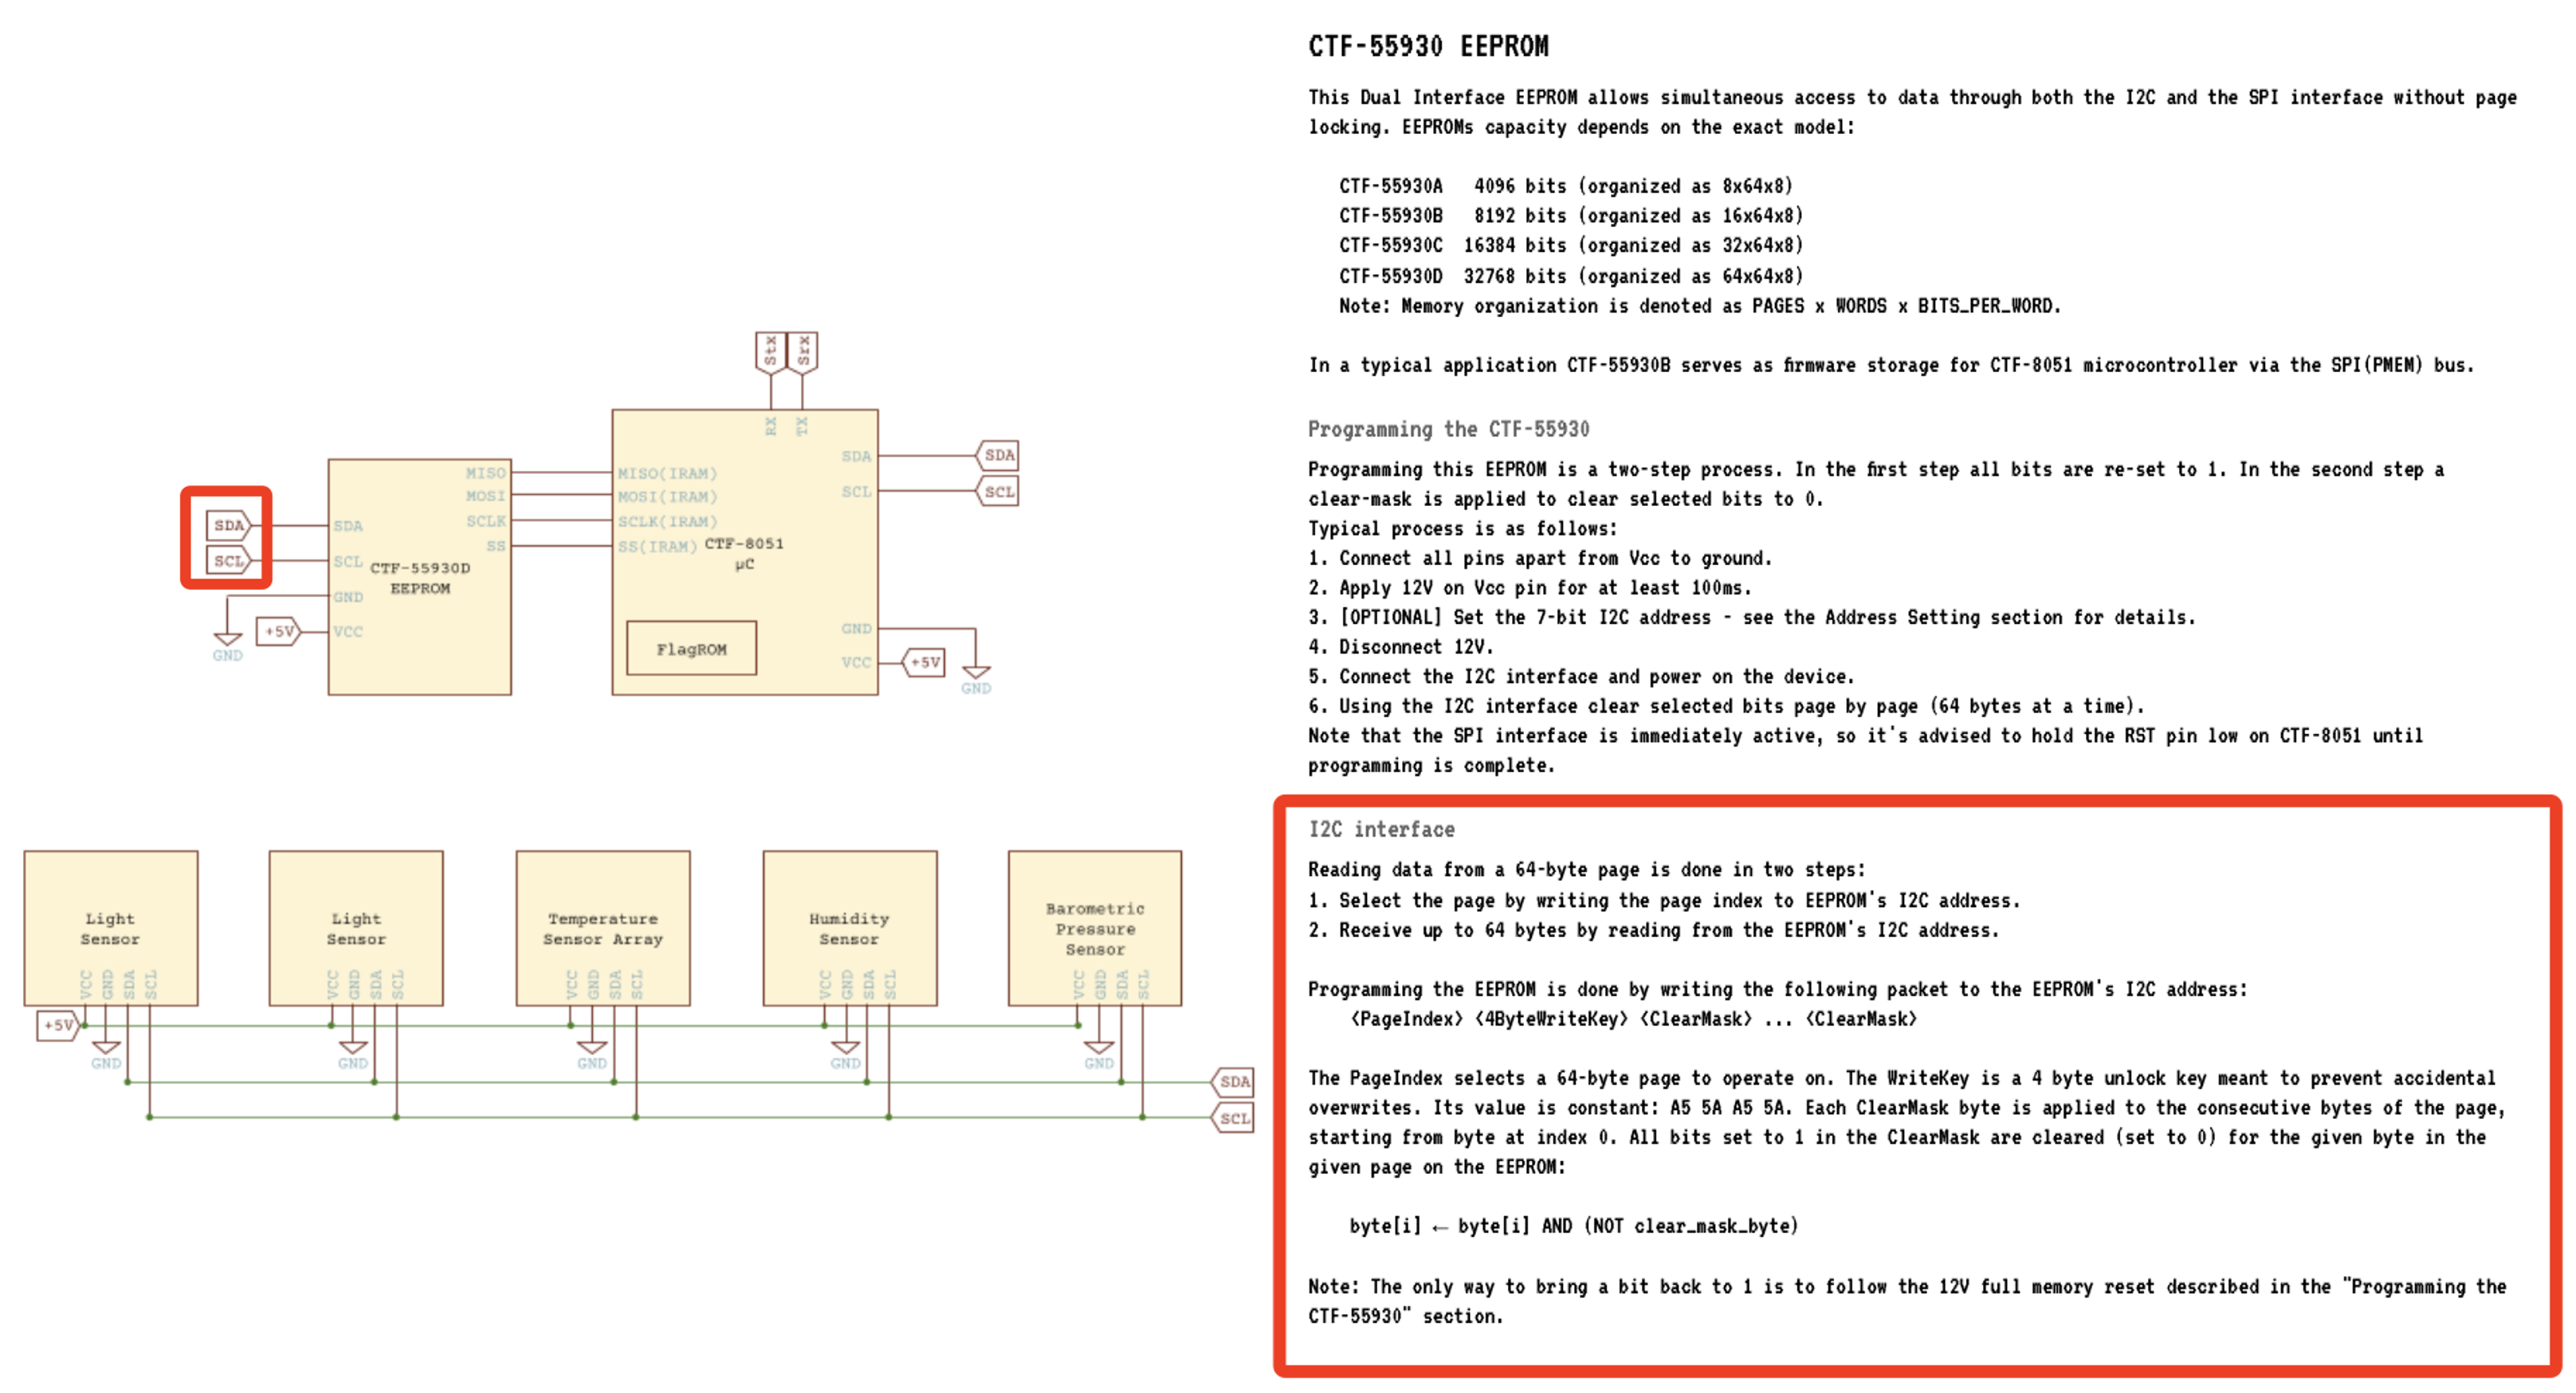 Stx
Srx
RX
TX
MISO
MOSI
SCLK
SS
SDA
SCL
GND
VCC
CTF-55930D
EEPROM
SDA
SCL
+5V
GND
MISO(IRAM)
MOSI(IRAM)
SCLK(IRAM)
SS(IRAM)
CTF-8051
µC
FlagROM
SDA
SCL
GND
VCC
SDA
SCL
+5V
GND
Light
Sensor
VCC GND SDA SCL
Light
Sensor
VCC GND SDA SCL
Temperature
Sensor Array
VCC GND SDA SCL
Humidity
Sensor
VCC GND SDA SCL
Barometric
Pressure
Sensor
VCC GND SDA SCL
+5V
GND
GND
GND
GND
GND
SDA
SCL
CTF-55930 EEPROM
This Dual Interface EEPROM allows simultaneous access to data through both the I2C and the SPI interface without page
locking. EEPROMs capacity depends on the exact model:
CTF-55930A 4096 bits (organized as 8x64x8)
CTF-55930B 8192 bits (organized as 16x64x8)
CTF-55930C 16384 bits (organized as 32x64x8)
CTF-55930D 32768 bits (organized as 64x64x8)
Note: Memory organization is denoted as PAGES x WORDS x BITS_PER_WORD.
In a typical application CTF-55930B serves as firmware storage for CTF-8051 microcontroller via the SPI(PMEM) bus.
Programming the CTF-55930
Programming this EEPROM is a two-step process. In the first step all bits are re-set to 1. In the second step a
clear-mask is applied to clear selected bits to 0.
Typical process is as follows:
1. Connect all pins apart from Vcc to ground.
2. Apply 12V on Vcc pin for at least 100ms.
3. [OPTIONAL] Set the 7-bit I2C address - see the Address Setting section for details.
4. Disconnect 12V.
5. Connect the I2C interface and power on the device.
6. Using the I2C interface clear selected bits page by page (64 bytes at a time).
Note that the SPI interface is immediately active, so it's advised to hold the RST pin low on CTF-8051 until
programming is complete.
I2C interface
Reading data from a 64-byte page is done in two steps:
1. Select the page by writing the page index to EEPROM's I2C address.
2. Receive up to 64 bytes by reading from the EEPROM's I2C address.
Programming the EEPROM is done by writing the following packet to the EEPROM's I2C address:
<PageIndex> <4ByteWriteKey> <ClearMask> ... <ClearMask>
The PageIndex selects a 64-byte page to operate on. The WriteKey is a 4 byte unlock key meant to prevent accidental
overwrites. Its value is constant: A5 5A A5 5A. Each ClearMask byte is applied to the consecutive bytes of the page,
starting from byte at index 0. All bits set to 1 in the ClearMask are cleared (set to 0) for the given byte in the
given page on the EEPROM:
byte[i] ← byte[i] AND (NOT clear_mask_byte)
Note: The only way to bring a bit back to 1 is to follow the 12V full memory reset described in the "Programming the
CTF-55930" section.